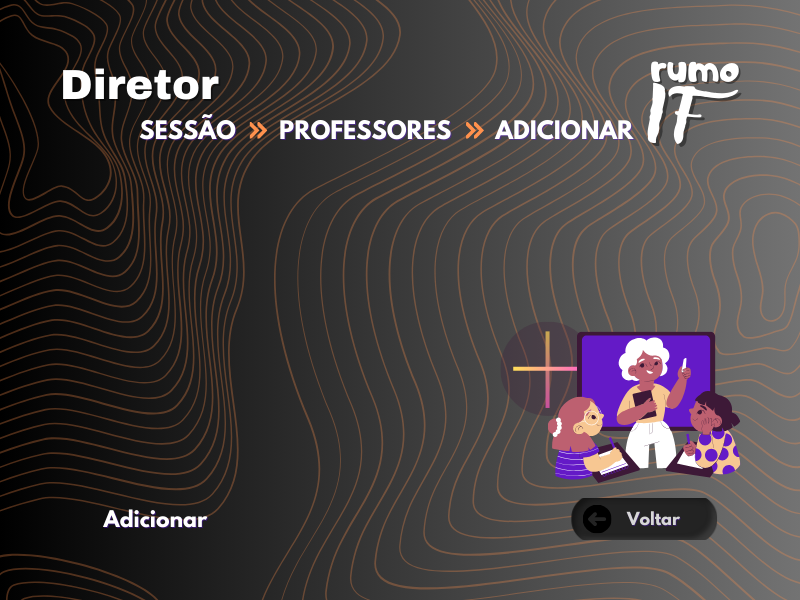 Diretor
rumo
IF
SESSÃO » PROFESSORES » ADICIONAR
Adicionar
Voltar